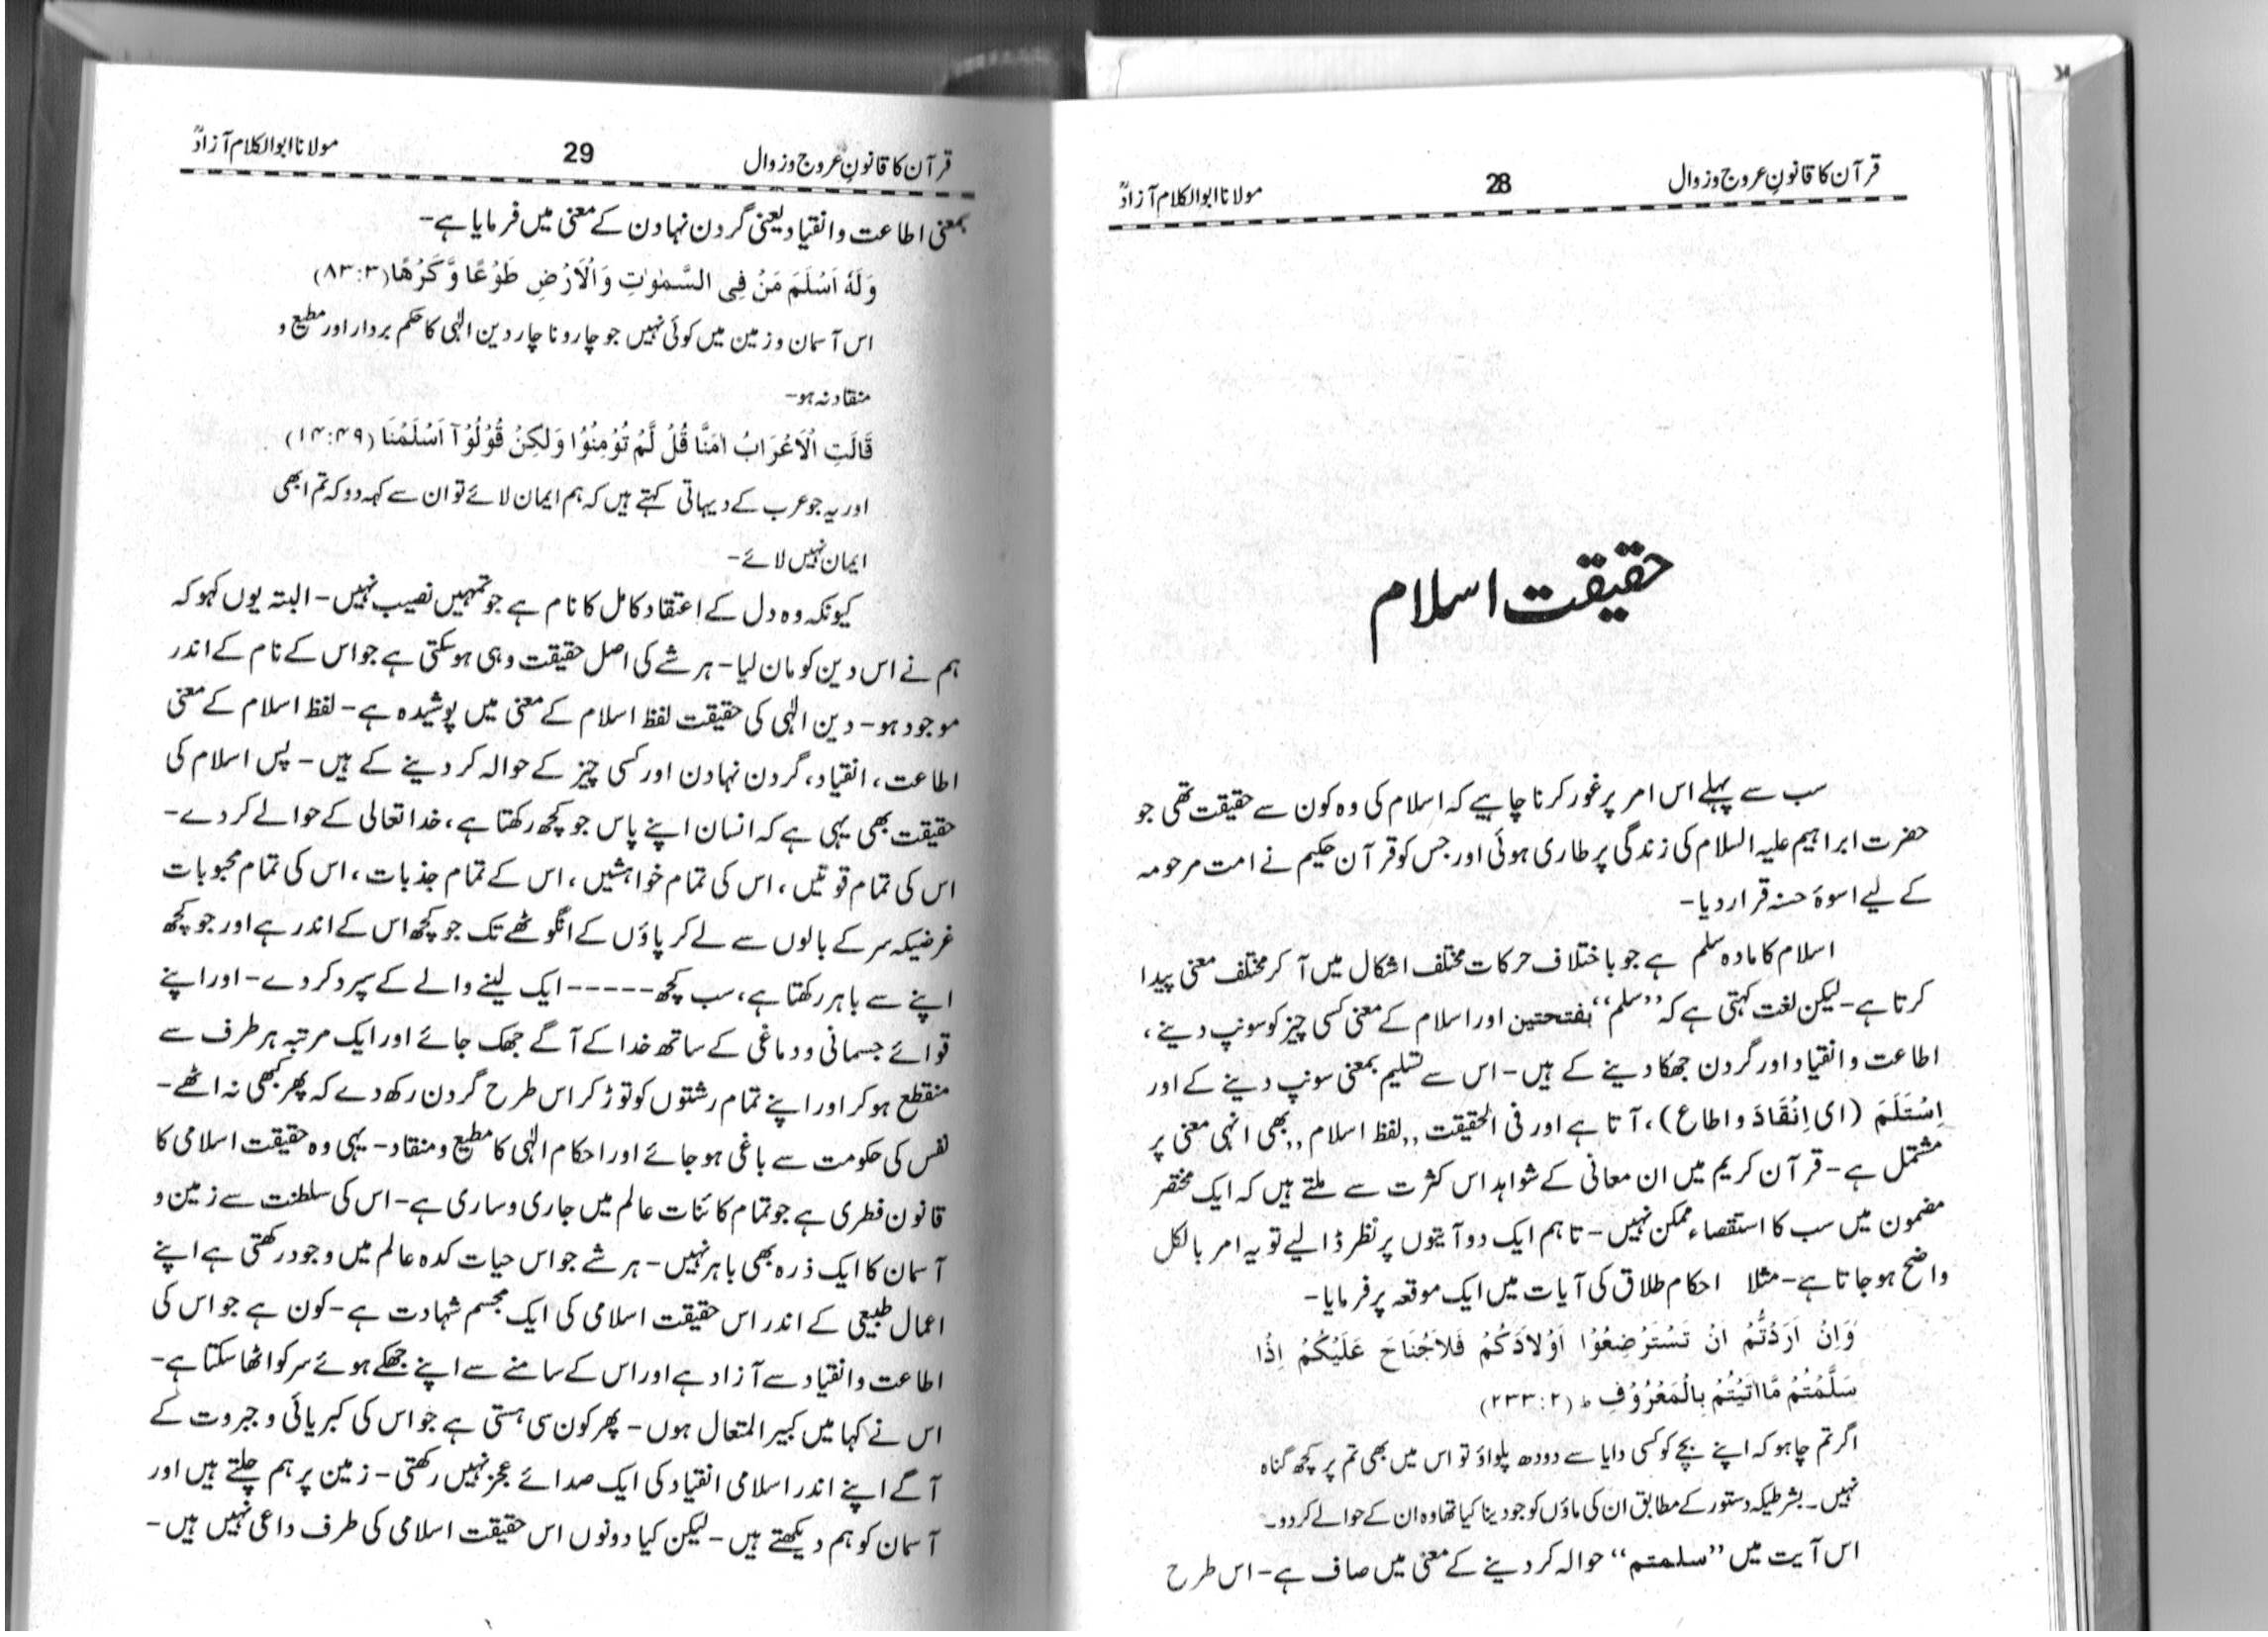 قرآن کا قانونِ عروج و زوال 28 مولانا ابوالکلام آزادؒ
حقیقت اسلام
سب سے پہلے اس امر پر غور کرنا چاہیے کہ اسلام کی وہ کون سے حقیقت تھی جو
حضرت ابراہیم علیہ السلام کی زندگی پر طاری ہوئی اور جس کو قرآن حکیم نے امت مرحومہ
کے لیے اسوۂ حسنہ قرار دیا-
اسلام کا مادہ سلم ہے جو باختلاف حرکات مختلف اشکال میں آ کر مختلف معنی پیدا
کرتا ہے-لیکن لغت کہتی ہے کہ ’’سلم‘‘ بفتحتین اور اسلام کے معنی کسی چیز کو سونپ دینے،
اطاعت و انقیاد اور گردن جھکا دینے کے ہیں-اس سے تسلیم بمعنی سونپ دینے کے اور
اِسْتَلَمَ (ای اِنْقَادَ و اطاع)، آتا ہے اور فی الحقیقت ,,لفظ اسلام,, بھی انہی معنی پر
مشتمل ہے-قرآن کریم میں ان معانی کے شواہد اس کثرت سے ملتے ہیں کہ ایک مختصر
مضمون میں سب کا استقصاء ممکن نہیں-تاہم ایک دو آیتوں پر نظر ڈالیے تو یہ امر بالکل
واضح ہو جاتا ہے-مثلا احکام طلاق کی آیات میں ایک موقعہ پر فرمایا-
وَاِنْ اَرَدْتُّمْ اَنْ تَسْتَرْضِعُوْا اَوْلاَدَكُمْ فَلاَجُنَاحَ عَلَيْكُمْ اِذْا
سَلَّمْتُمْ مَّااٰتَيْتُمْ بِالْمَعْرُوْفِ ط (۲:۲۳۳)
اگر تم چاہو کہ اپنے بچے کو کسی دایا سے دودھ پلواؤ تو اس میں بھی تم پر کچھ گناہ
نہیں۔ بشرطیکہ دستور کے مطابق ان کی ماؤں کو جو دینا کیا تھا وہ ان کے حوالے کر دو۔
اس آیت میں ’’سلمتم‘‘ حوالہ کر دینے کے معنی میں صاف ہے-اس طرح
قرآن کا قانونِ عروج و زوال 29 مولانا ابوالکلام آزادؒ
بمعنی اطاعت و انقیاد یعنی گردن نہادن کے معنی میں فرمایا ہے-
وَلَهٗ اَسْلَمَ مَنْ فِى السَّمٰوٰتِ وَالْاَرْضِ طَوْعًا وَّكَرْهًا(۳:۸۳)
اس آسمان و زمین میں کوئی نہیں جو چارو ناچار دین الٰہی کا حکم بردار اور مطیع و
منقاد نہ ہو-
قَالَتِ الْاَعْرَابُ اٰمَنَّا قُلْ لَّمْ تُؤْمِنُوْا وَلٰكِنْ قُوْلُوْآ اَسْلَمْنَا (۴۹:۱۴)
اور یہ جو عرب کے دیہاتی کہتے ہیں کہ ہم ایمان لائے تو ان سے کہہ دو کہ تم ابھی
ایمان نہیں لائے-
کیونکہ وہ دل کے اعتقاد کامل کا نام ہے جو تمہیں نصیب نہیں-البتہ یوں کہو کہ
ہم نے اس دین کو مان لیا-ہر شے کی اصل حقیقت وہی ہو سکتی ہے جو اس کے نام کے اندر
موجود ہو-دین الٰہی کی حقیقت لفظ اسلام کے معنی میں پوشیدہ ہے-لفظ اسلام کے معنی
اطاعت، انقیاد، گردن نہادن اور کسی چیز کے حوالہ کر دینے کے ہیں-پس اسلام کی
حقیقت بھی یہی ہے کہ انسان اپنے پاس جو کچھ رکھتا ہے، خدا تعالی کے حوالے کر دے-
اس کی تمام قوتیں، اس کی تمام خواہشیں، اس کے تمام جذبات، اس کی تمام محبوبات
غرضیکہ سر کے بالوں سے لے کر پاؤں کے انگوٹھے تک جو کچھ اس کے اندر ہے اور جو کچھ
اپنے سے باہر رکھتا ہے، سب کچھ-----ایک لینے والے کے سپرد کر دے-اور اپنے
قوائے جسمانی و دماغی کے ساتھ خدا کے آگے جھک جائے اور ایک مرتبہ ہر طرف سے
منقطع ہو کر اور اپنے تمام رشتوں کو توڑ کر اس طرح گردن رکھ دے کہ پھر کبھی نہ اٹھے-
نفس کی حکومت سے باغی ہو جائے اور احکام الٰہی کا مطیع و منقاد-یہی وہ حقیقت اسلامی کا
قانون فطری ہے جو تمام کائنات عالم میں جاری و ساری ہے-اس کی سلطنت سے زمین و
آسمان کا ایک ذرہ بھی باہر نہیں-ہر شے جو اس حیات کدہ عالم میں وجود رکھتی ہے اپنے
اعمال طبیعی کے اندر اس حقیقت اسلامی کی ایک مجسم شہادت ہے-کون ہے جو اس کی
اطاعت و انقیاد سے آزاد ہے اور اس کے سامنے سے اپنے جھکے ہوئے سر کو اٹھا سکتا ہے-
اس نے کہا میں کبیر المتعال ہوں-پھر کون سی ہستی ہے جو اس کی کبریائی و جبروت کے
آگے اپنے اندر اسلامی انقیاد کی ایک صدائے عجز نہیں رکھتی-زمین پر ہم چلتے ہیں اور
آسمان کو ہم دیکھتے ہیں-لیکن کیا دونوں اس حقیقت اسلامی کی طرف داعی نہیں ہیں-